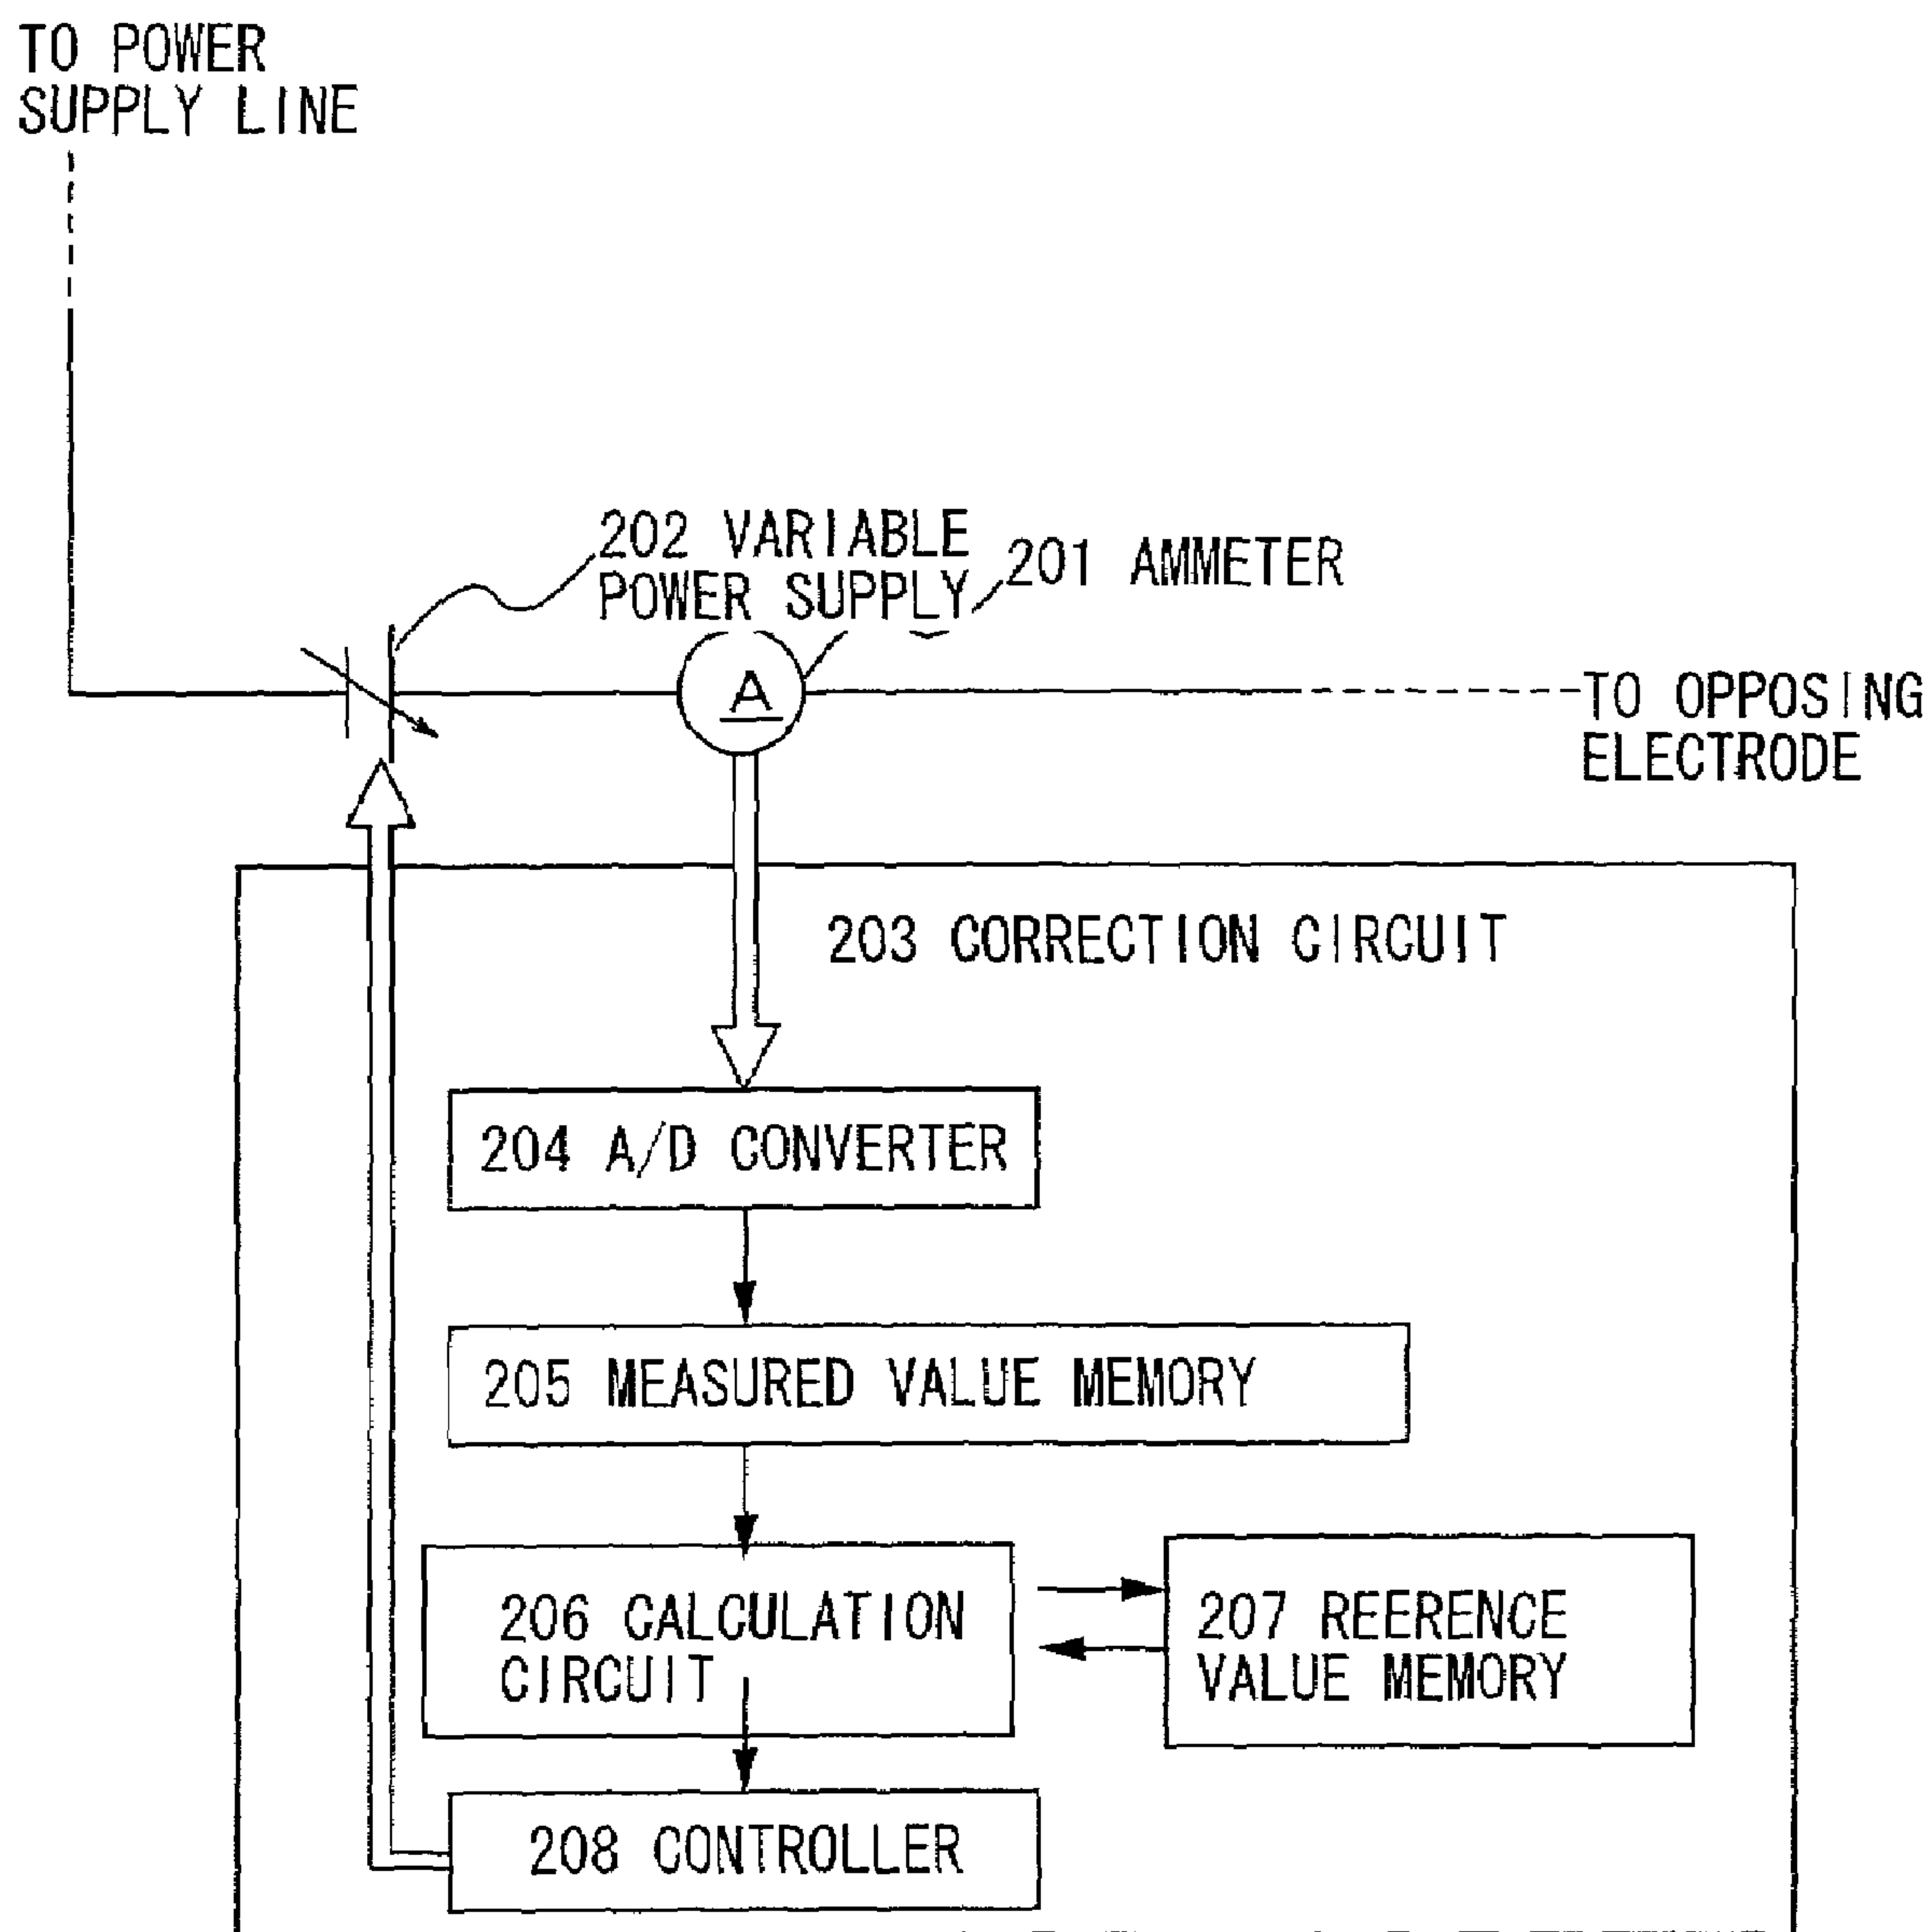 TO POWER
SUPPLY LINE
202 VARIABLE
POWER SUPPLY
201 AMMETER
A
TO OPPOSING
ELECTRODE
203 CORRECTION CIRCUIT
204 A/D CONVERTER
205 MEASURED VALUE MEMORY
206 CALCULATION
CIRCUIT
207 REERENCE
VALUE MEMORY
208 CONTROLLER